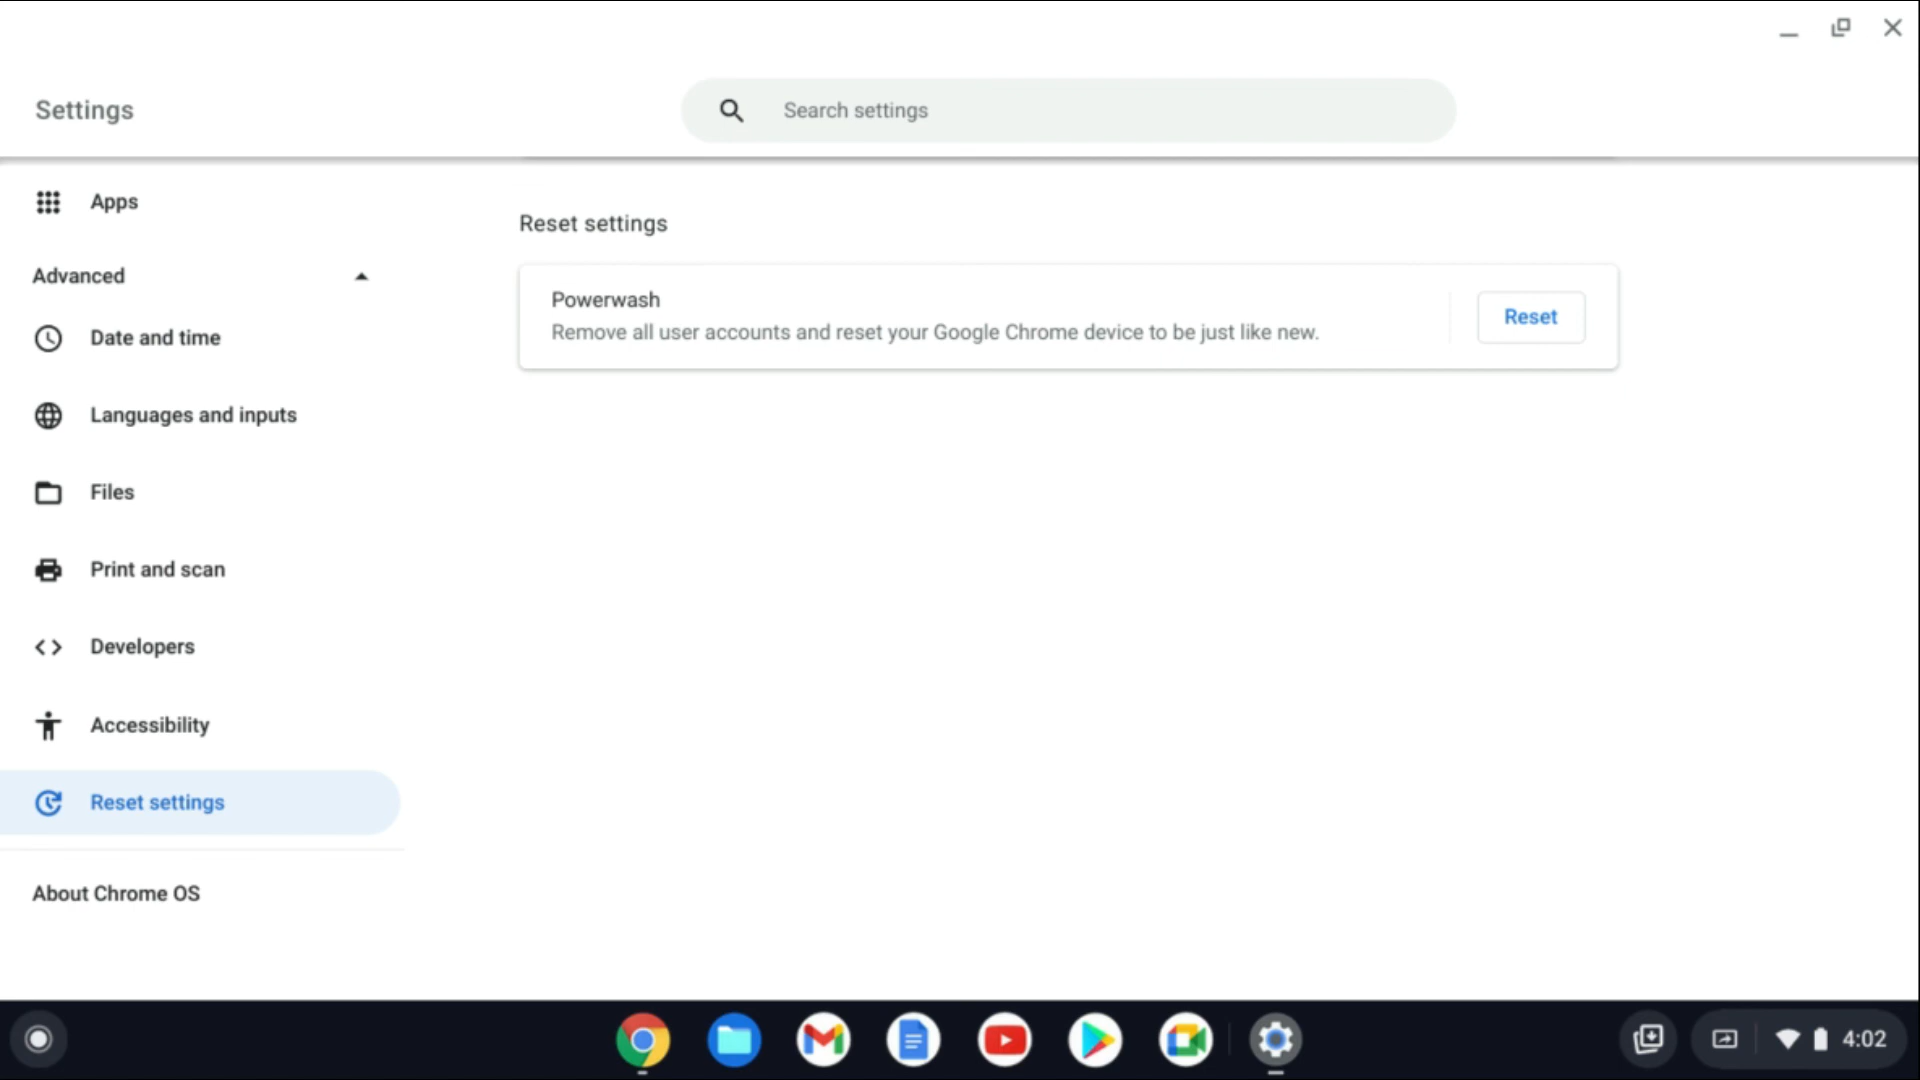 Settings
Search settings
Apps
Advanced
Date and time
Languages and inputs
Files
Print and scan
Developers
Accessibility
Reset settings
About Chrome OS
Reset settings
Powerwash
Remove all user accounts and reset your Google Chrome device to be just like new.
Reset
4:02